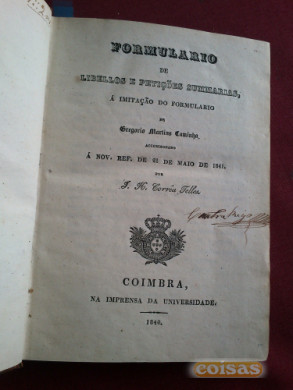 FORMULARIO
DE
LIBELLOS E PETIÇÕES SUMMARIAS,
Á IMITAÇÃO DO FORMULARIO
DE
Gregorio Martins Caminha,
ACCOMMODADO
Á NOV. REF. DE 21 DE MAIO DE 1841,
POR
J. H. Corrêa Telles
COIMBRA,
NA IMPRENSA DA UNIVERSIDADE.
1846.
coisas